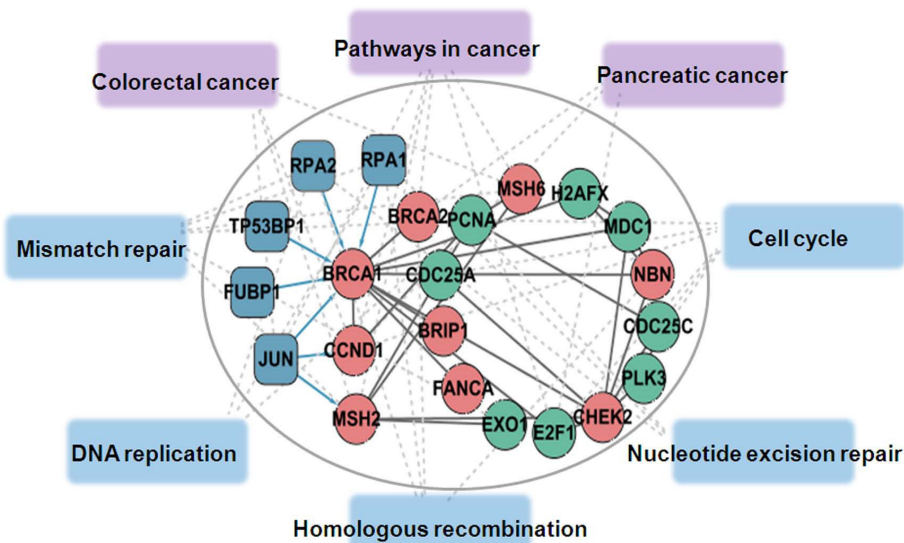 Pathways in cancer
Colorectal cancer
Pancreatic cancer
RPA2
RPA1
MSH6
H2AFX
TP53BP1
BRCA2
PCNA
MDC1
Mismatch repair
Cell cycle
BRCA1
CDC25A
NBN
FUBP1
CDC25C
BRIP1
JUN
CCND1
PLK3
FANCA
MSH2
EXO1
E2F1
CHEK2
DNA replication
Nucleotide excision repair
Homologous recombination